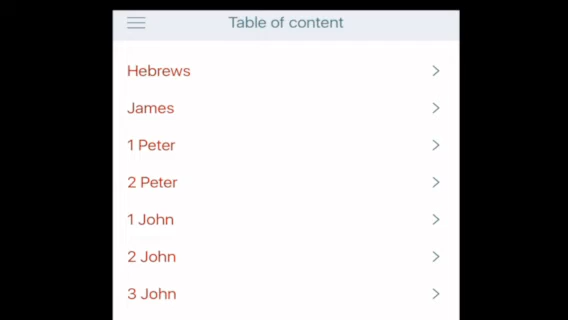 Table of content
Hebrews
James
1 Peter
2 Peter
1 John
2 John
3 John